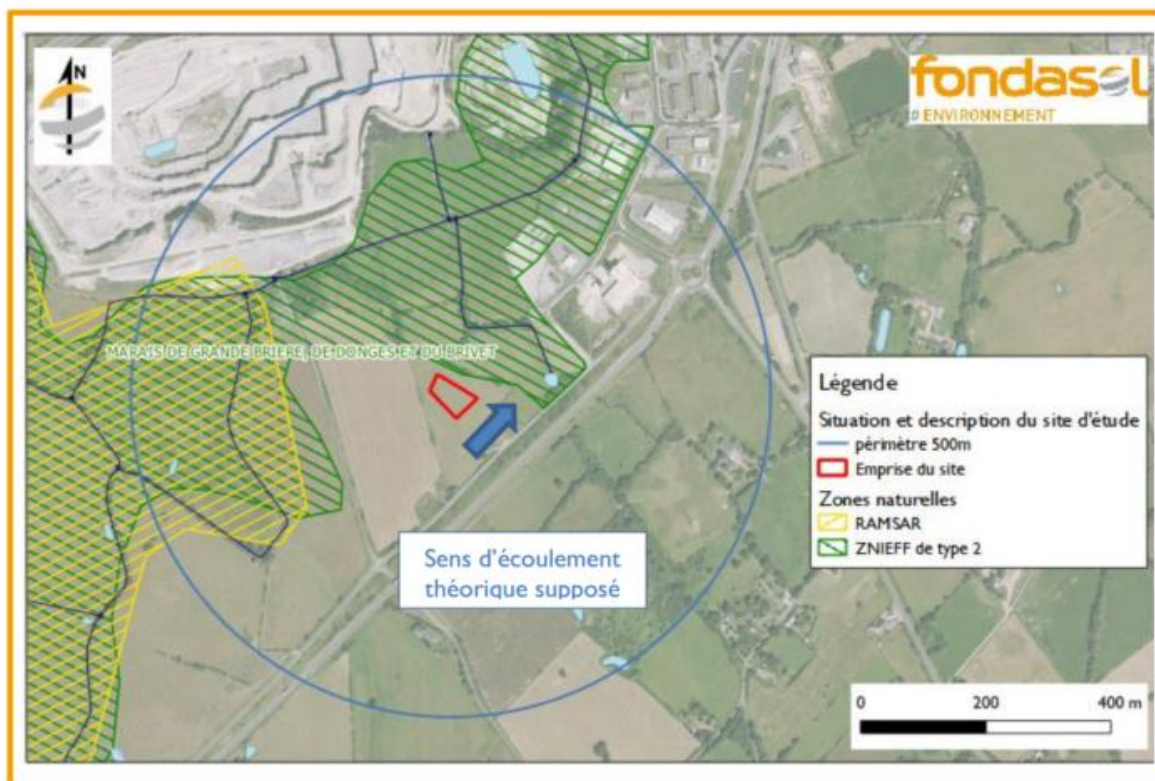 N
fondasol
# ENVIRONNEMENT
MARAIS DE GRANDE BRIERE, DE DONGES ET DU BRIVET
Légende
Situation et description du site d'étude
périmètre 500m
Emprise du site
Zones naturelles
RAMSAR
ZNIEFF de type 2
Sens d'écoulement
théorique supposé
0 200 400 m